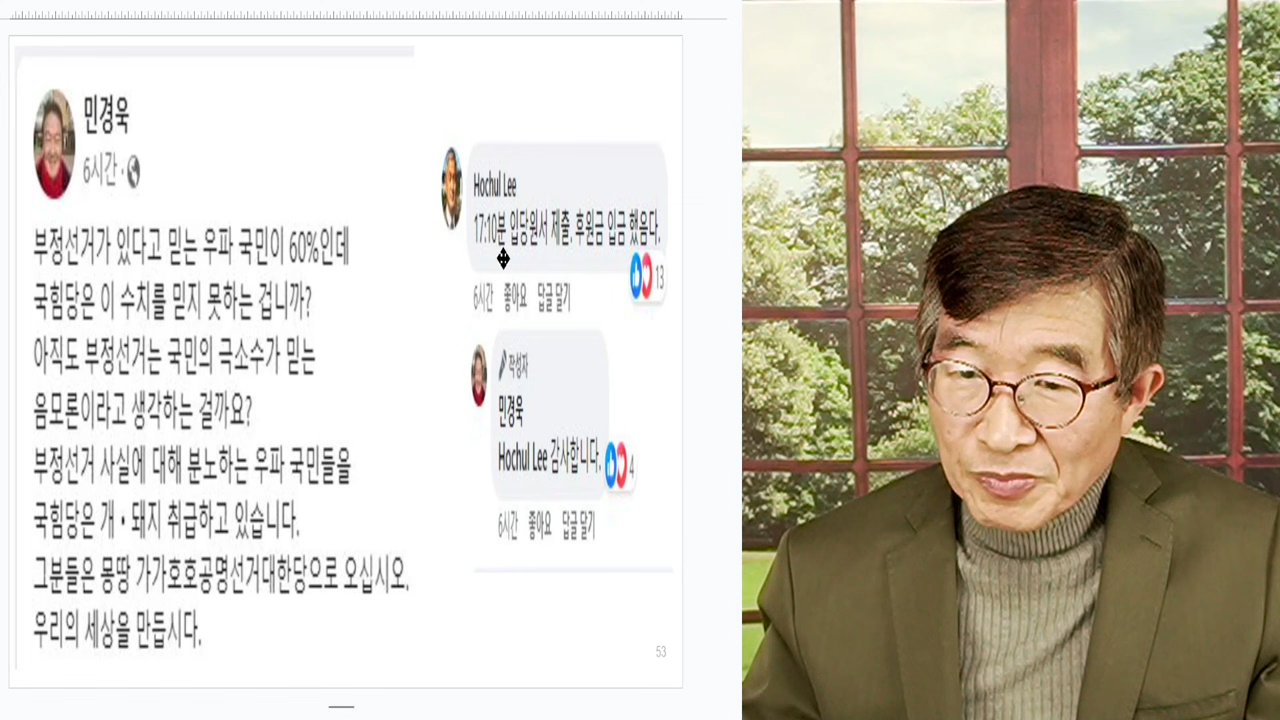 민경욱
6시간 ·
부정선거가 있다고 믿는 우파 국민이 60%인데
국힘당은 이 수치를 믿지 못하는 겁니까?
아직도 부정선거는 국민의 극소수가 믿는
음모론이라고 생각하는 걸까요?
부정선거 사실에 대해 분노하는 우파 국민들을
국힘당은 개·돼지 취급하고 있습니다.
그분들은 몽땅 가가호호공명선거대한당으로 오십시오.
우리의 세상을 만듭시다.
Hochul Lee
17:10분 입당원서 제출. 후원금 입금 했음다.
13
6시간 좋아요 답글 달기
작성자
민경욱
Hochul Lee 감사합니다.
4
6시간 좋아요 답글 달기
53